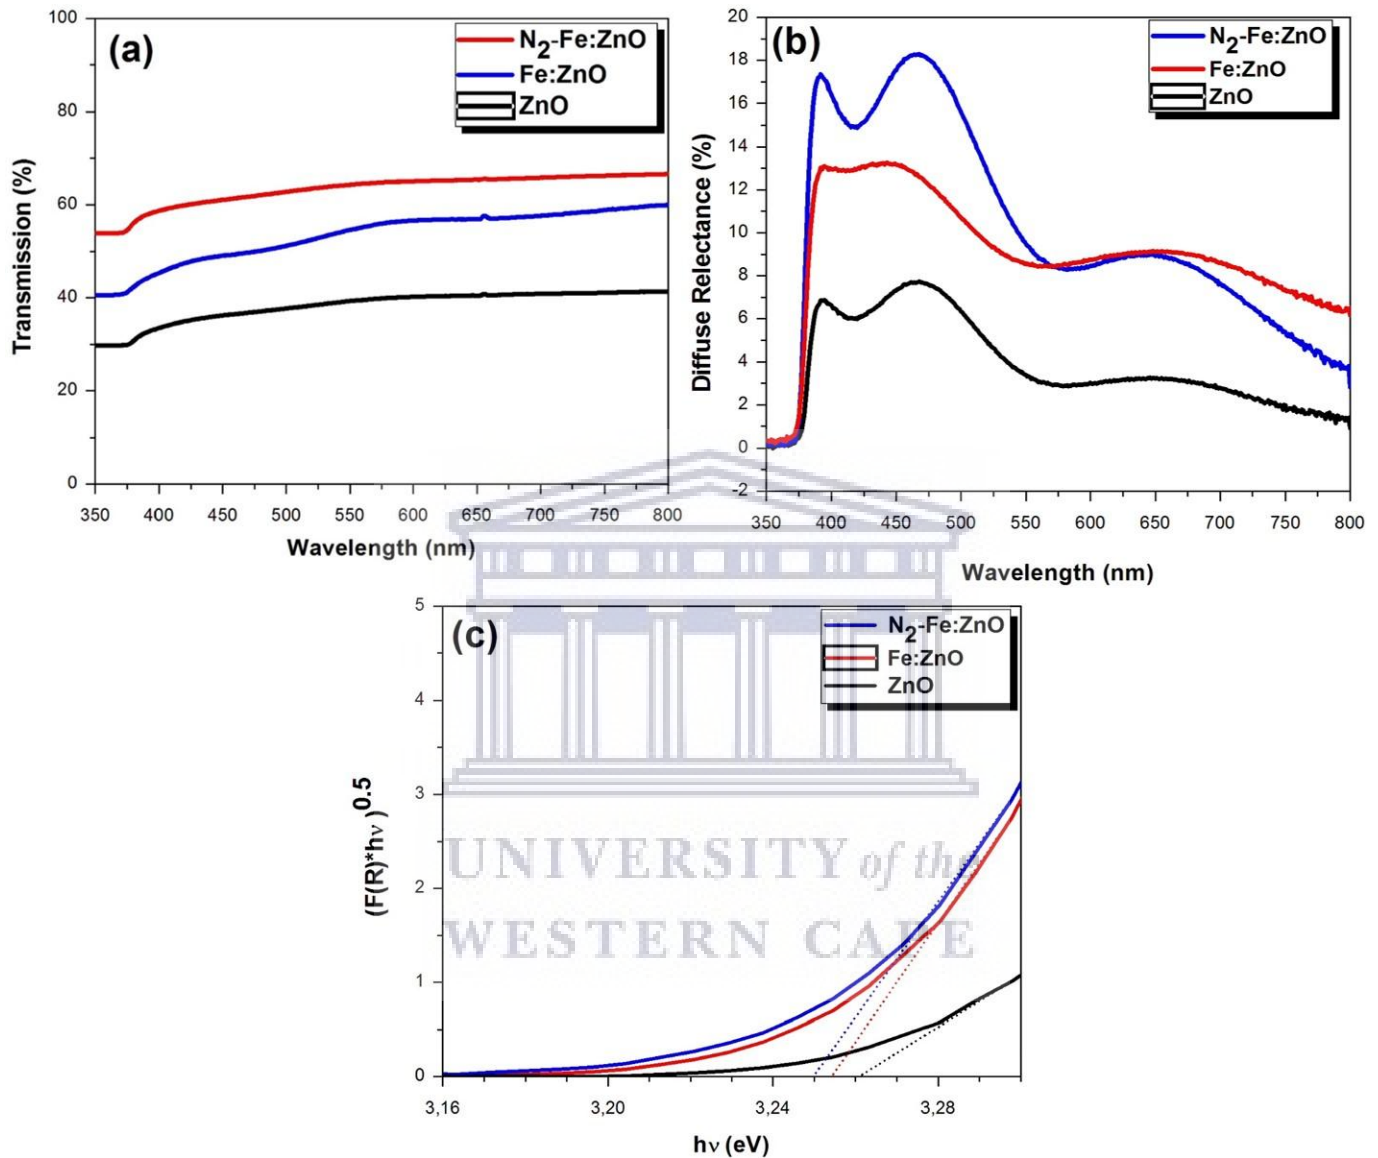 (a)
N2-Fe:ZnO
Fe:ZnO
ZnO
Transmission (%)
100
80
60
40
20
0
350 400 450 500 550 600 650 700 750 800
Wavelength (nm)
(b)
N2-Fe:ZnO
Fe:ZnO
ZnO
Diffuse Relectance (%)
20
18
16
14
12
10
8
6
4
2
0
-2
350 400 450 500 550 600 650 700 750 800
Wavelength (nm)
(c)
N2-Fe:ZnO
Fe:ZnO
ZnO
(F(R)*hν)0.5
5
4
3
2
1
0
3,16 3,20 3,24 3,28
hν (eV)
UNIVERSITY of the
WESTERN CAPE